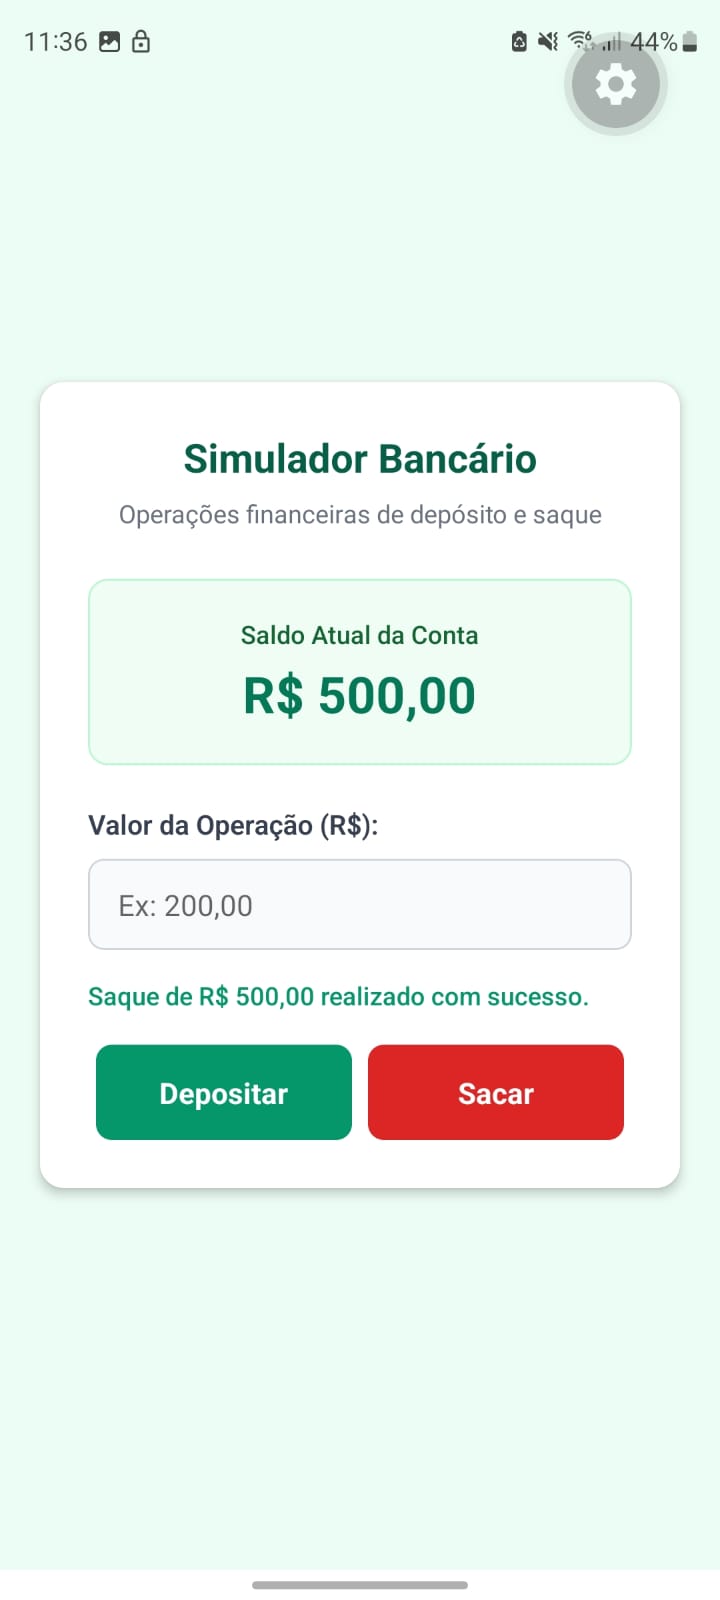 11:36 44%
Simulador Bancário
Operações financeiras de depósito e saque
Saldo Atual da Conta
R$ 500,00
Valor da Operação (R$):
Ex: 200,00
Saque de R$ 500,00 realizado com sucesso.
Depositar Sacar